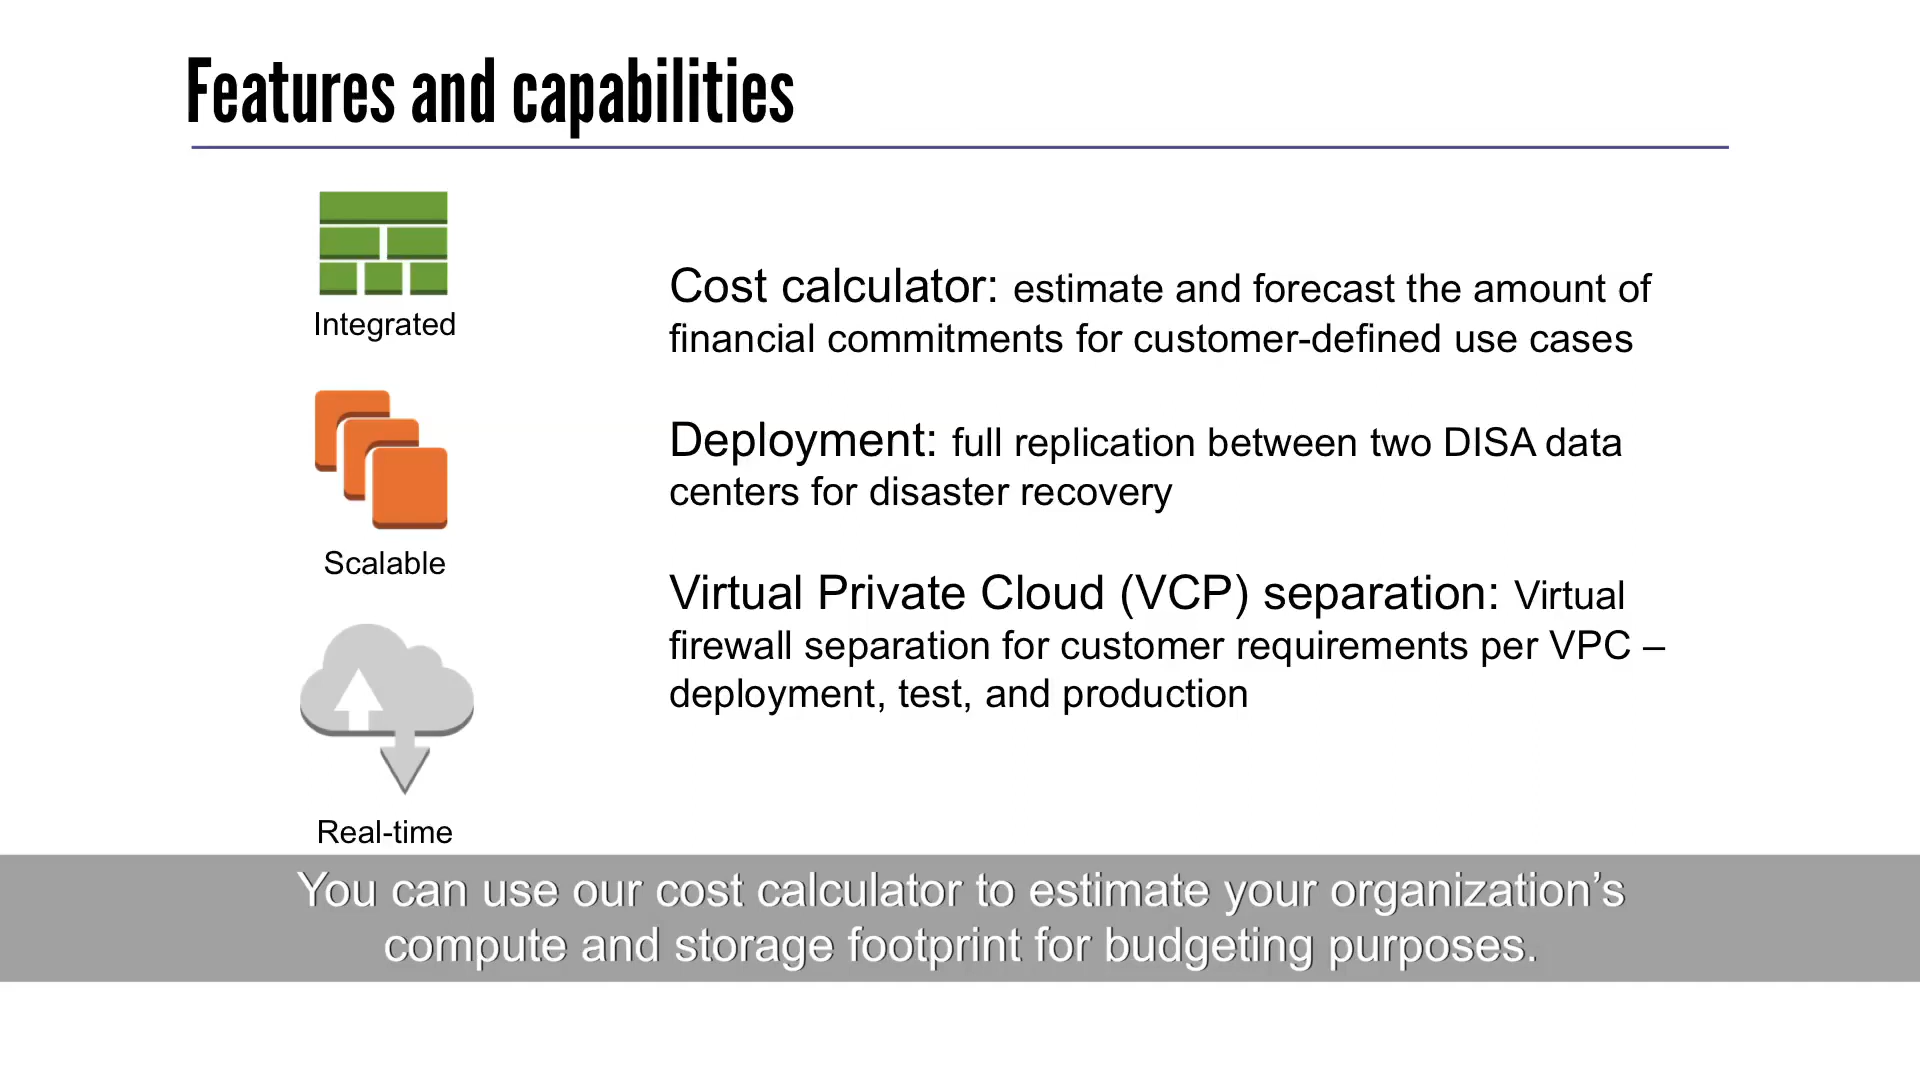 Features and capabilities
Integrated
Scalable
Real-time
Cost calculator: estimate and forecast the amount of
financial commitments for customer-defined use cases
Deployment: full replication between two DISA data
centers for disaster recovery
Virtual Private Cloud (VCP) separation: Virtual
firewall separation for customer requirements per VPC –
deployment, test, and production
You can use our cost calculator to estimate your organization’s
compute and storage footprint for budgeting purposes.